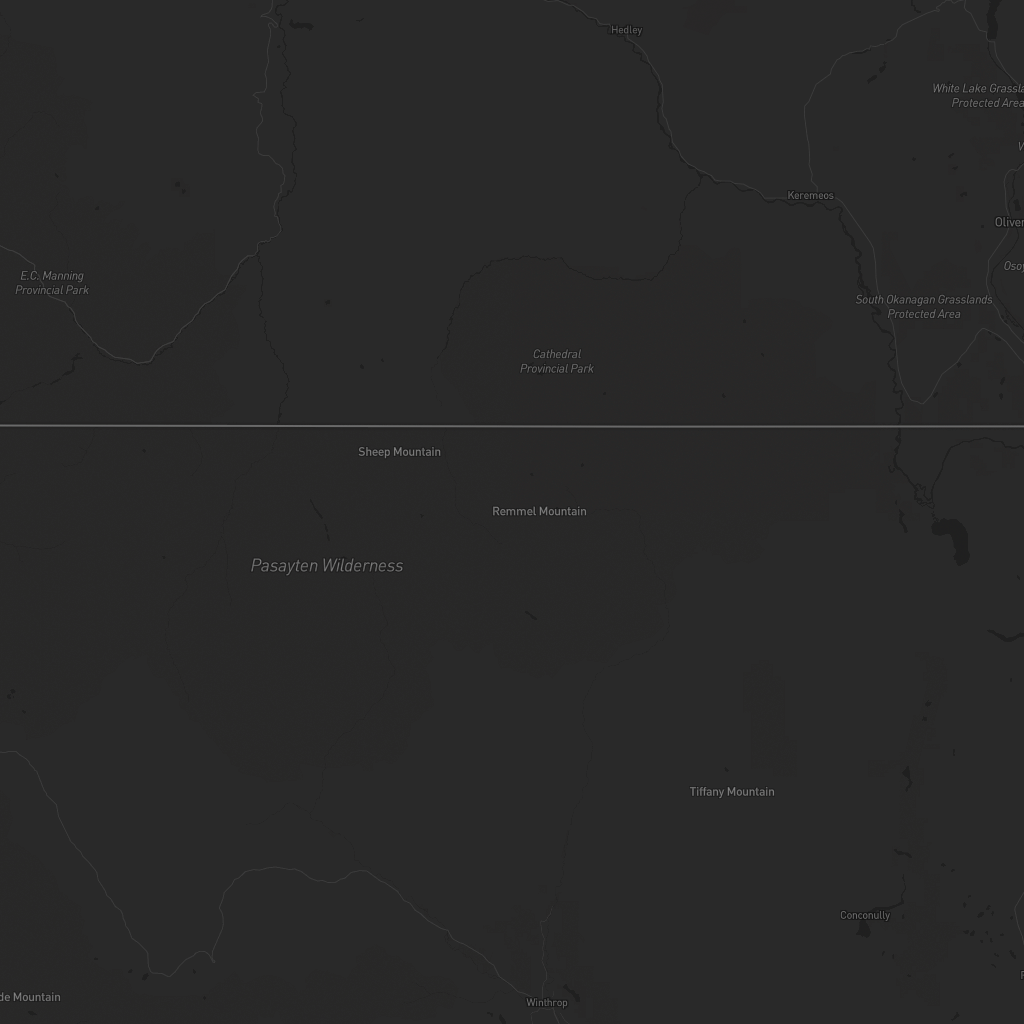 Hedley
White Lake Grassla
Protected Area
V
Keremeos
Oliver
Osoy
E.C. Manning
Provincial Park
South Okanagan Grasslands
Protected Area
Cathedral
Provincial Park
Sheep Mountain
Remmel Mountain
Pasayten Wilderness
Tiffany Mountain
Conconully
de Mountain
Winthrop